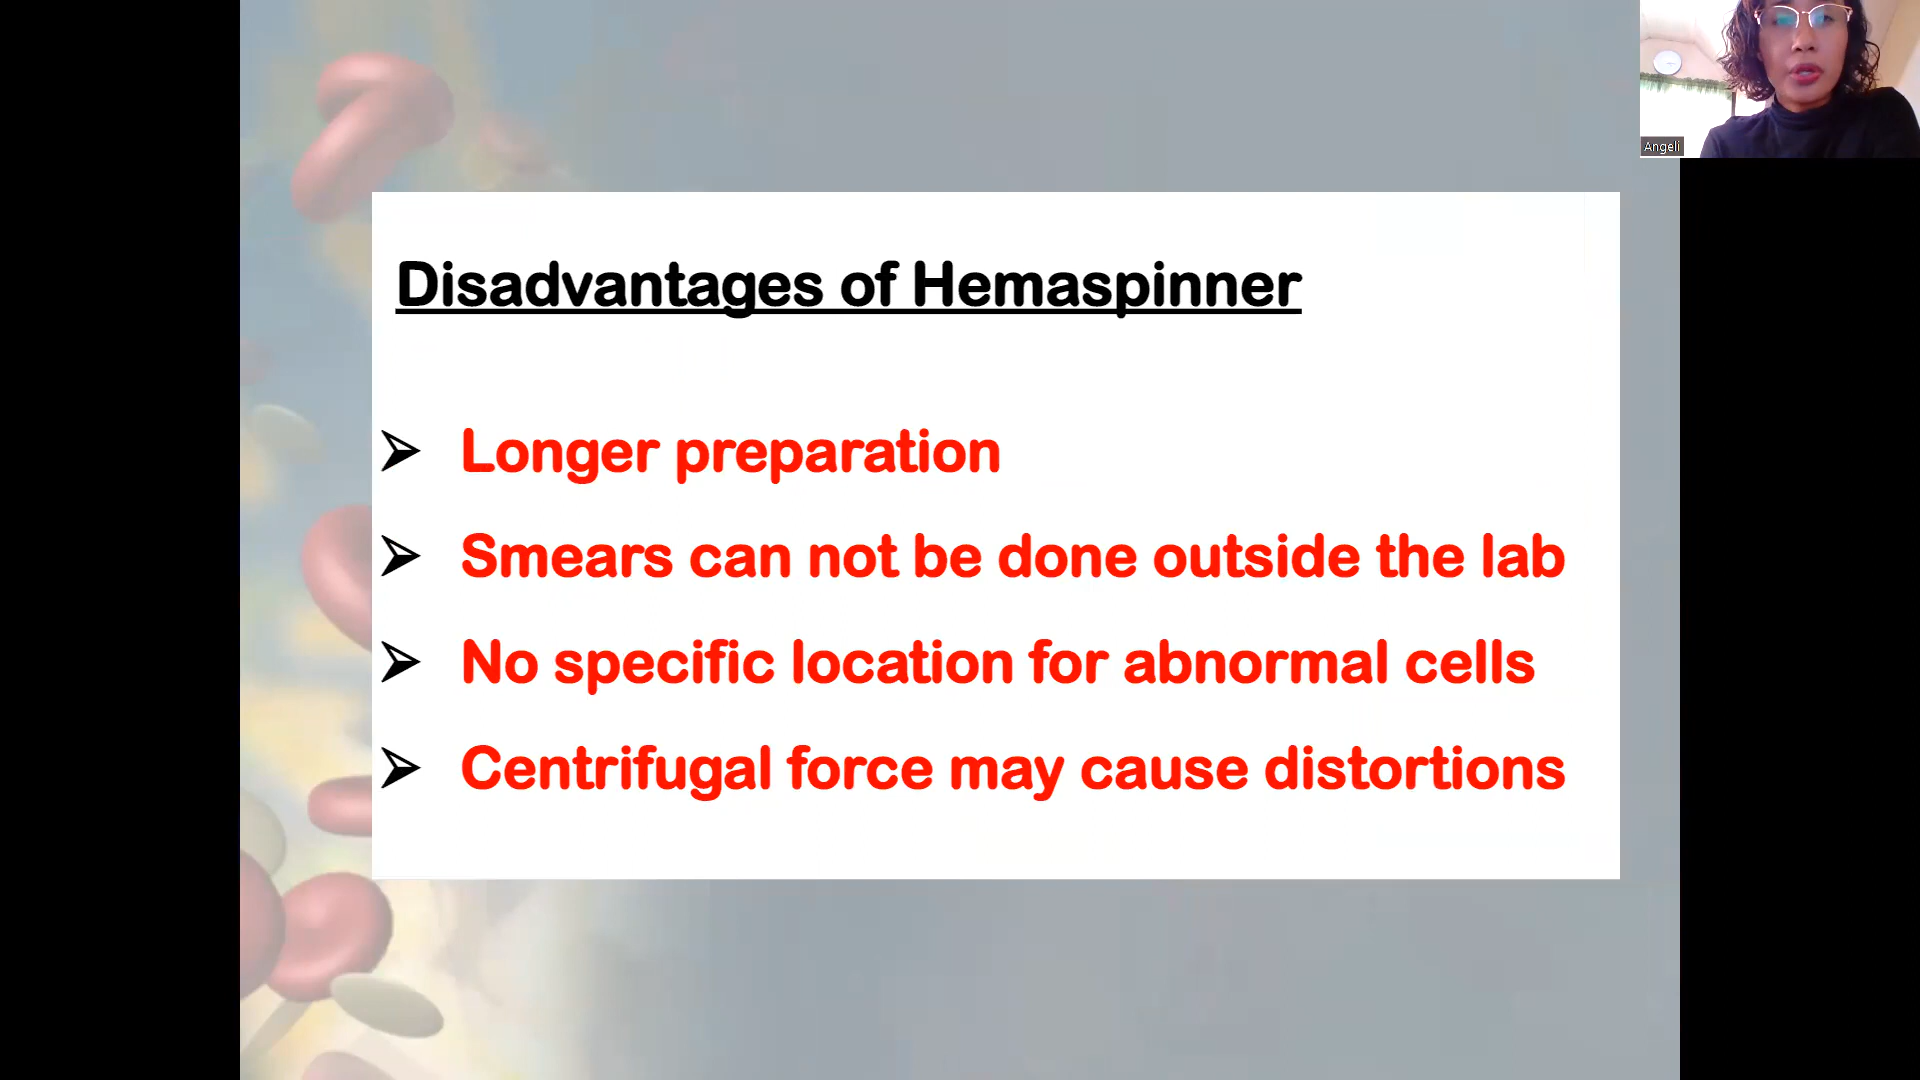 Angeli
Disadvantages of Hemaspinner
Longer preparation
Smears can not be done outside the lab
No specific location for abnormal cells
Centrifugal force may cause distortions